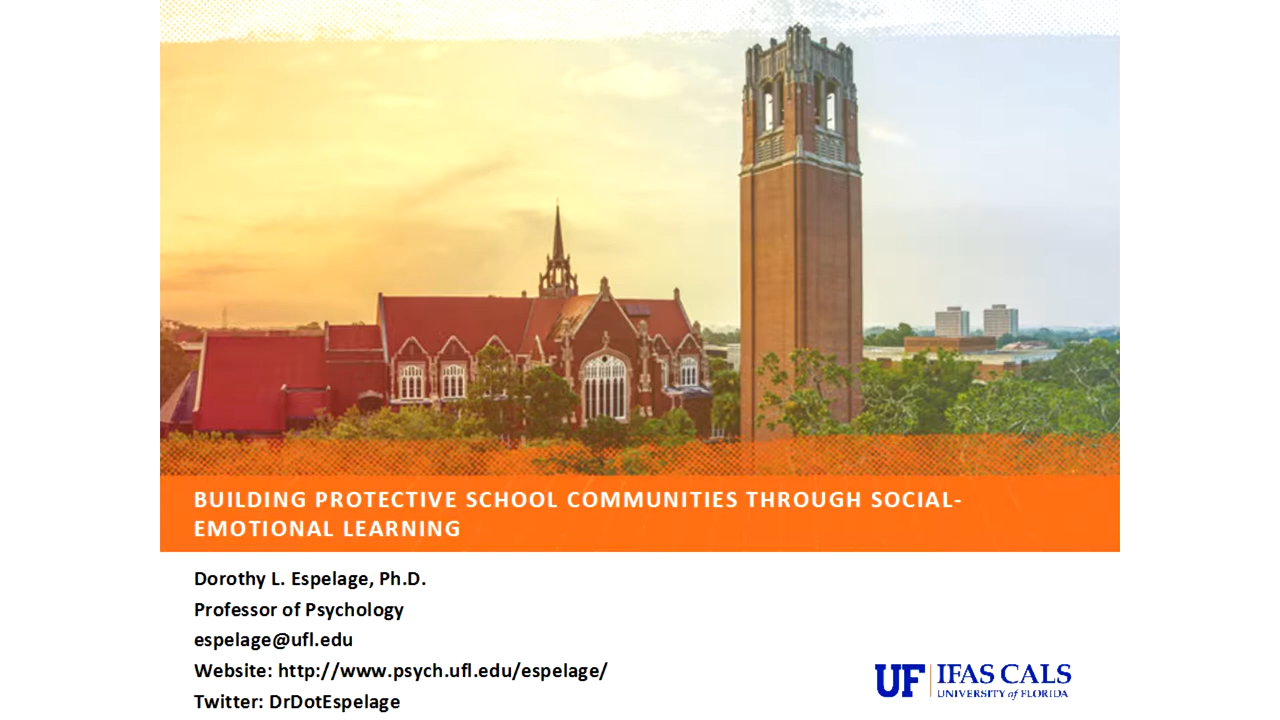 BUILDING PROTECTIVE SCHOOL COMMUNITIES THROUGH SOCIAL-
EMOTIONAL LEARNING
Dorothy L. Espelage, Ph.D.
Professor of Psychology
espelage@ufl.edu
Website: http://www.psych.ufl.edu/espelage/
Twitter: DrDotEspelage
UF IFAS CALS
UNIVERSITY of FLORIDA